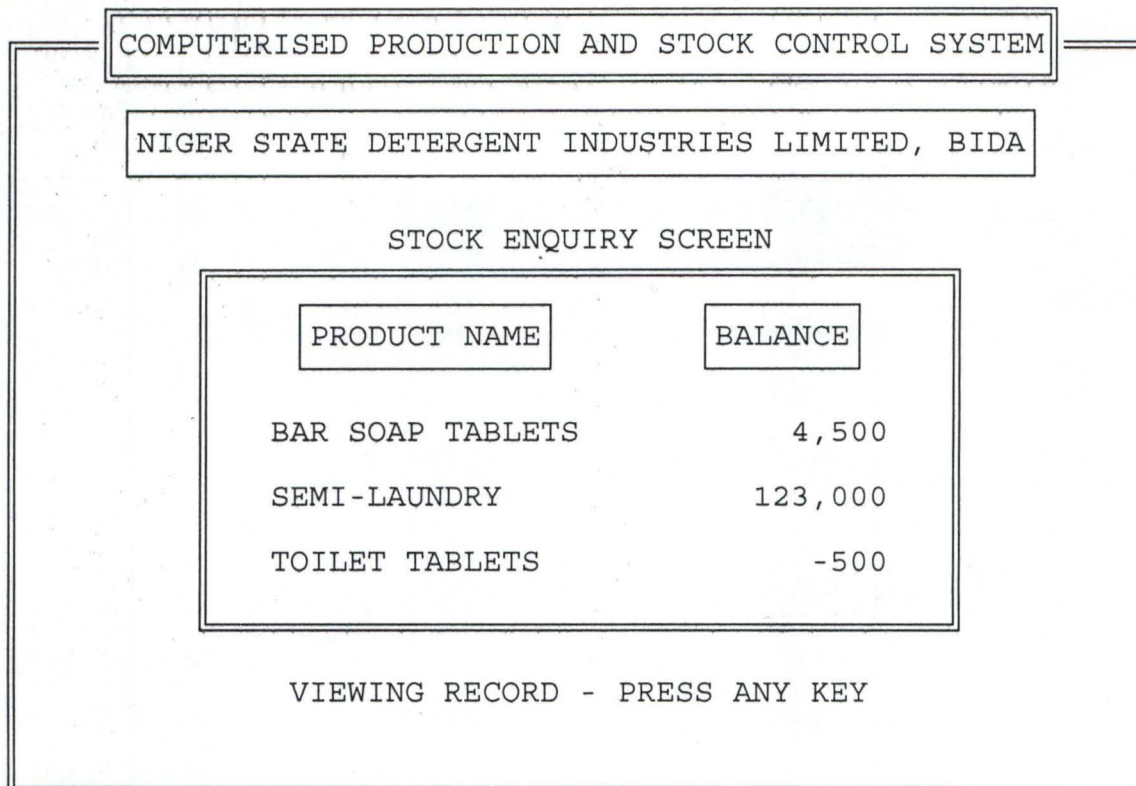 COMPUTERISED PRODUCTION AND STOCK CONTROL SYSTEM
NIGER STATE DETERGENT INDUSTRIES LIMITED, BIDA
STOCK ENQUIRY SCREEN
PRODUCT NAME BALANCE
BAR SOAP TABLETS 4,500
SEMI-LAUNDRY 123,000
TOILET TABLETS -500
VIEWING RECORD - PRESS ANY KEY